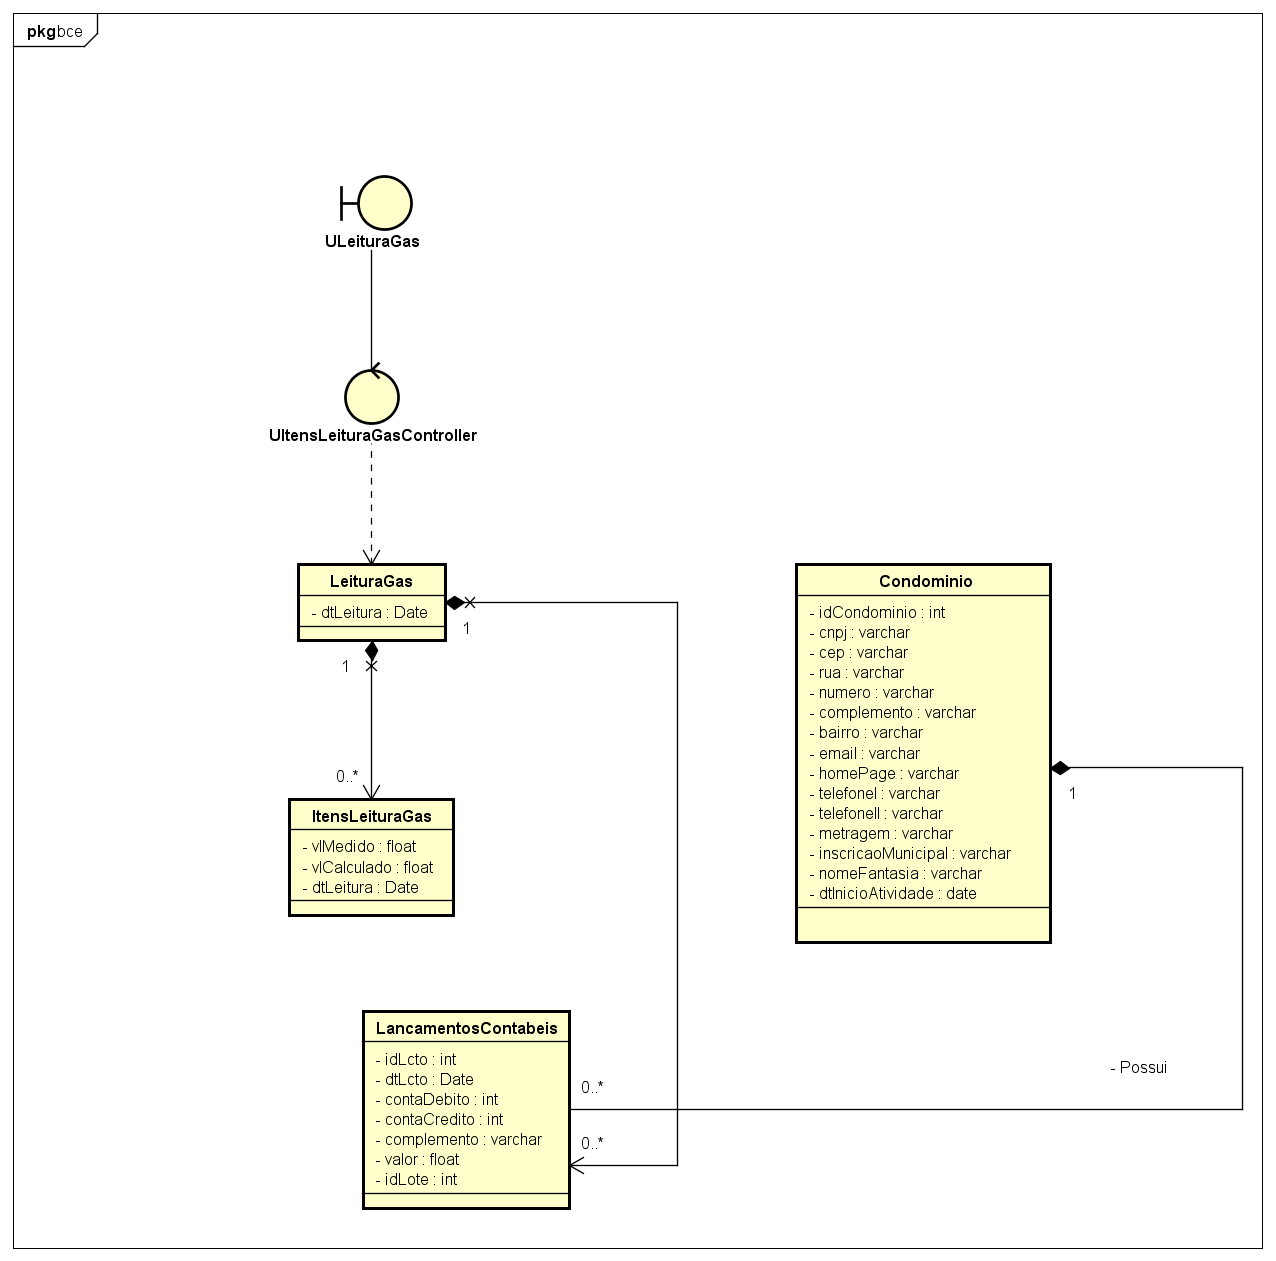 pkg bce
ULeituraGas
UItensLeituraGasController
LeituraGas
- dtLeitura : Date
1
1
0..*
ItensLeituraGas
- vlMedido : float
- vlCalculado : float
- dtLeitura : Date
Condominio
- idCondominio : int
- cnpj : varchar
- cep : varchar
- rua : varchar
- numero : varchar
- complemento : varchar
- bairro : varchar
- email : varchar
- homePage : varchar
- telefoneI : varchar
- telefoneII : varchar
- metragem : varchar
- inscricaoMunicipal : varchar
- nomeFantasia : varchar
- dtInicioAtividade : date
1
LancamentosContabeis
- idLcto : int
- dtLcto : Date
- contaDebito : int
- contaCredito : int
- complemento : varchar
- valor : float
- idLote : int
0..*
0..*
- Possui